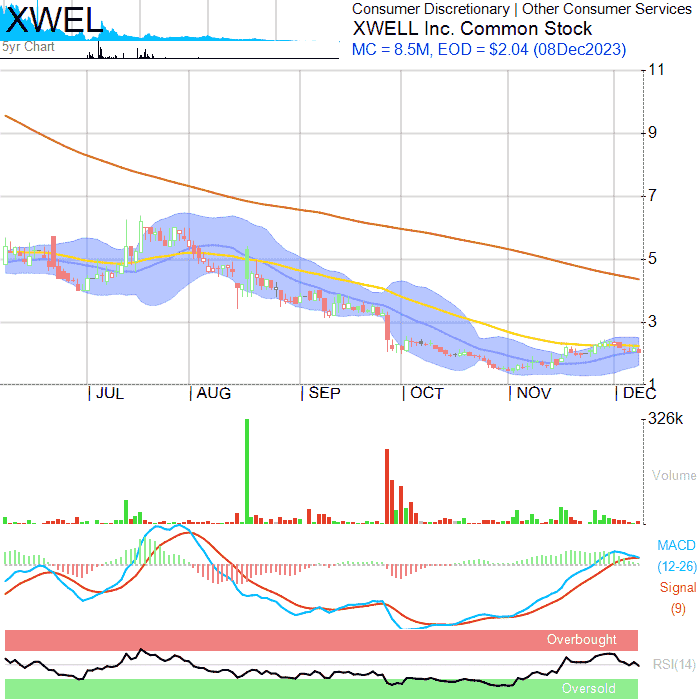 XWEL
5yr Chart
Consumer Discretionary | Other Consumer Services
XWELL Inc. Common Stock
MC = 8.5M, EOD = $2.04 (08Dec2023)
11
9
7
5
3
1
JUL
AUG
SEP
OCT
NOV
DEC
326k
Volume
MACD
(12-26)
Signal
(9)
Overbought
RSI(14)
Oversold